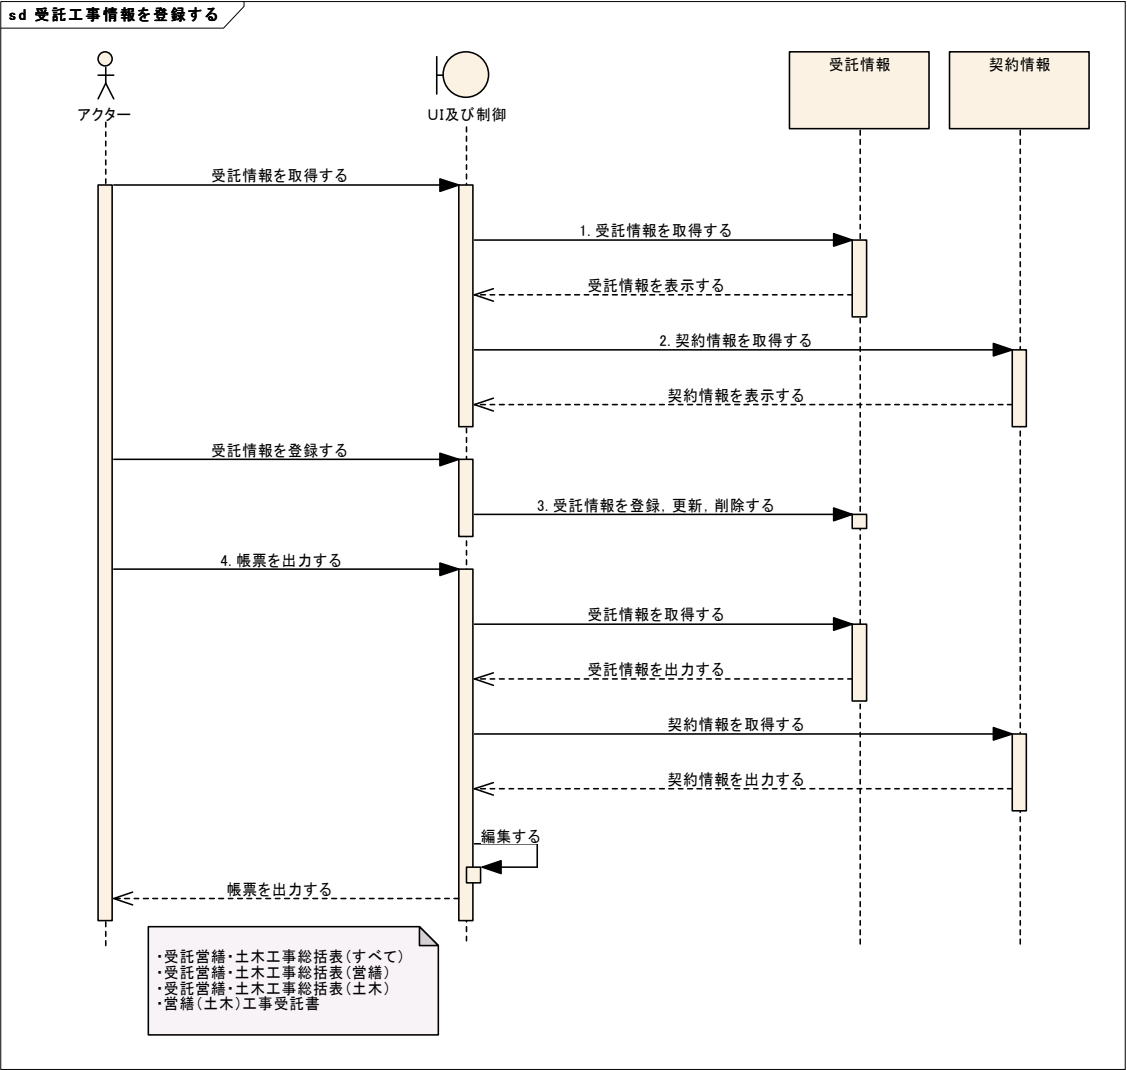 sd 受託工事情報を登録する
アクター
UI及び制御
受託情報
契約情報
受託情報を取得する
1. 受託情報を取得する
受託情報を表示する
2. 契約情報を取得する
契約情報を表示する
受託情報を登録する
3. 受託情報を登録, 更新, 削除する
4. 帳票を出力する
受託情報を取得する
受託情報を出力する
契約情報を取得する
契約情報を出力する
編集する
帳票を出力する
・受託営繕・土木工事総括表(すべて)
・受託営繕・土木工事総括表(営繕)
・受託営繕・土木工事総括表(土木)
・営繕(土木)工事受託書